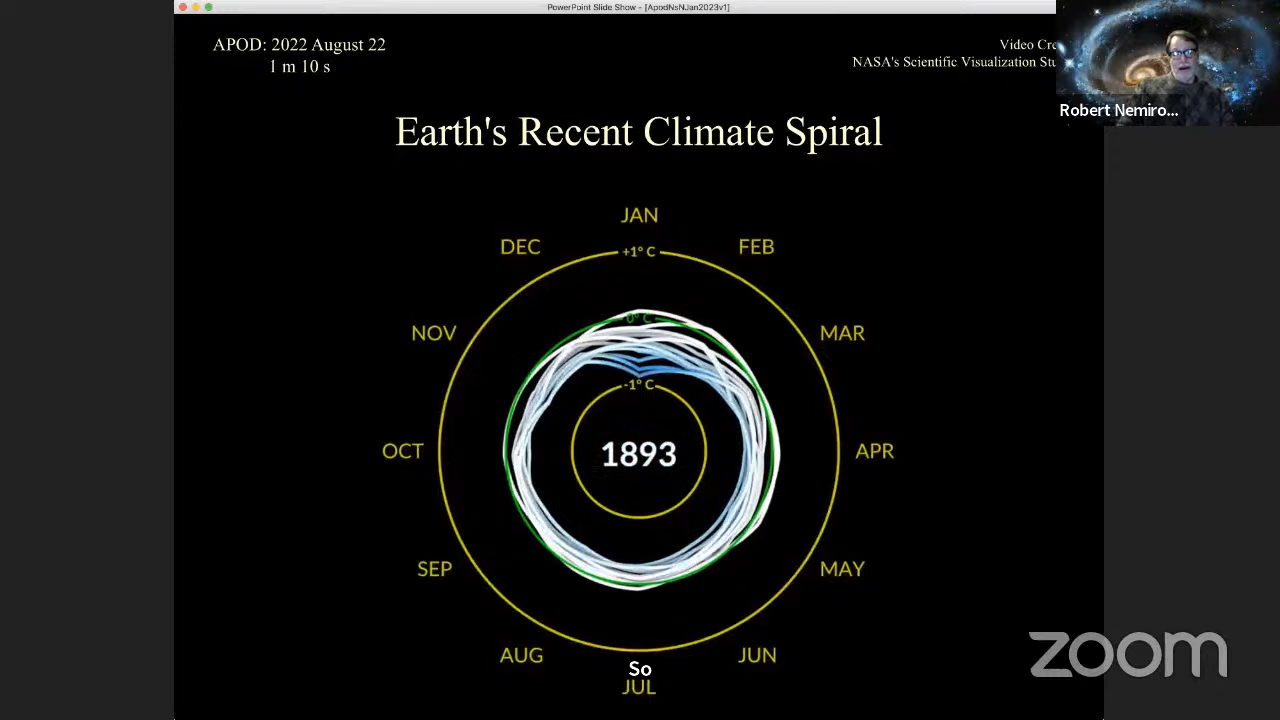 PowerPoint Slide Show - [ApodNsNJan2023v1]
APOD: 2022 August 22
1 m 10 s
Video Cre
NASA's Scientific Visualization Stu
Robert Nemiro...
Earth's Recent Climate Spiral
JAN
DEC
FEB
+1° C
NOV
MAR
0° C
-1° C
OCT
1893
APR
SEP
MAY
AUG
JUN
So
JUL
zoom